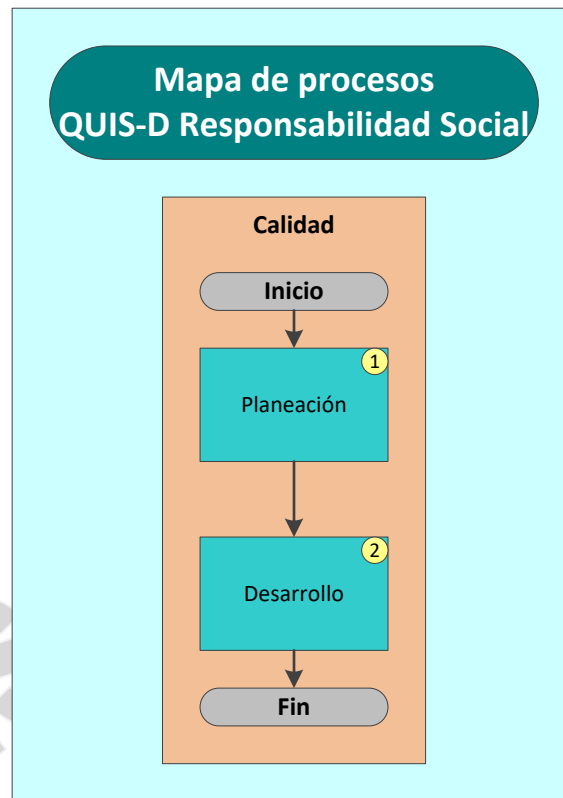 Mapa de procesos
QUIS-D Responsabilidad Social
Calidad
Inicio
1
Planeación
2
Desarrollo
Fin